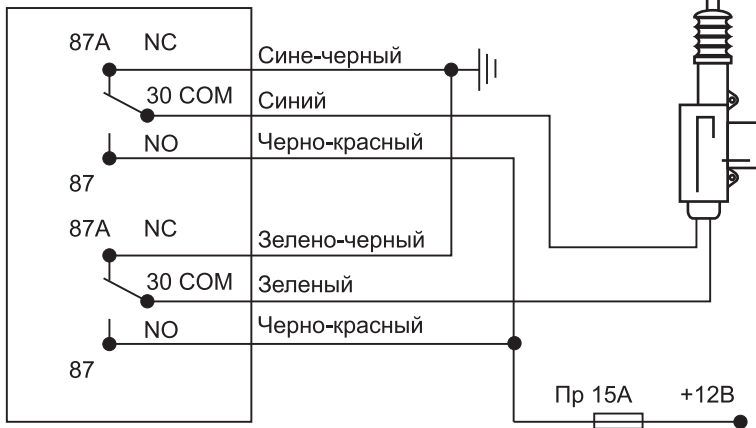 87A NC
Сине-черный
30 COM
Синий
NO
Черно-красный
87
87A NC
Зелено-черный
30 COM
Зеленый
NO
Черно-красный
87
Пр 15А
+12В